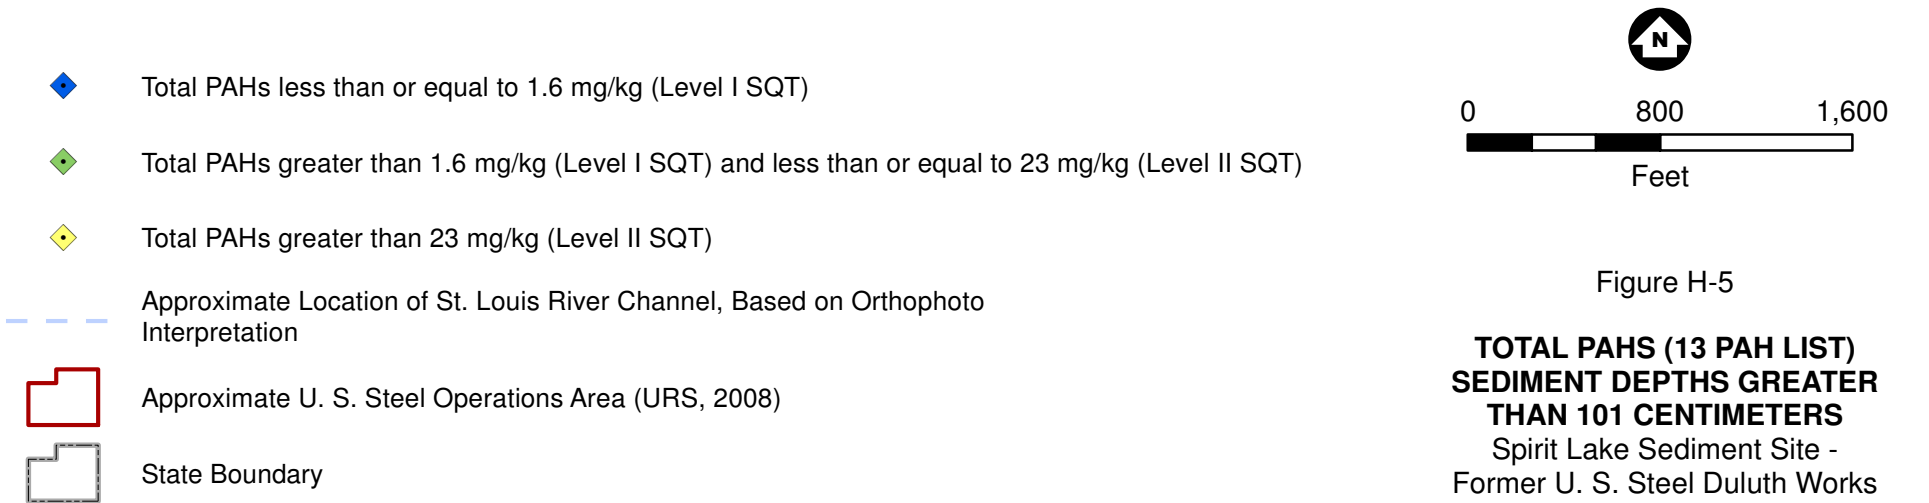 Total PAHs less than or equal to 1.6 mg/kg (Level I SQT)
Total PAHs greater than 1.6 mg/kg (Level I SQT) and less than or equal to 23 mg/kg (Level II SQT)
Total PAHs greater than 23 mg/kg (Level II SQT)
Approximate Location of St. Louis River Channel, Based on Orthophoto
Interpretation
Approximate U. S. Steel Operations Area (URS, 2008)
State Boundary
N
0 800 1,600
Feet
Figure H-5
TOTAL PAHS (13 PAH LIST)
SEDIMENT DEPTHS GREATER
THAN 101 CENTIMETERS
Spirit Lake Sediment Site -
Former U. S. Steel Duluth Works